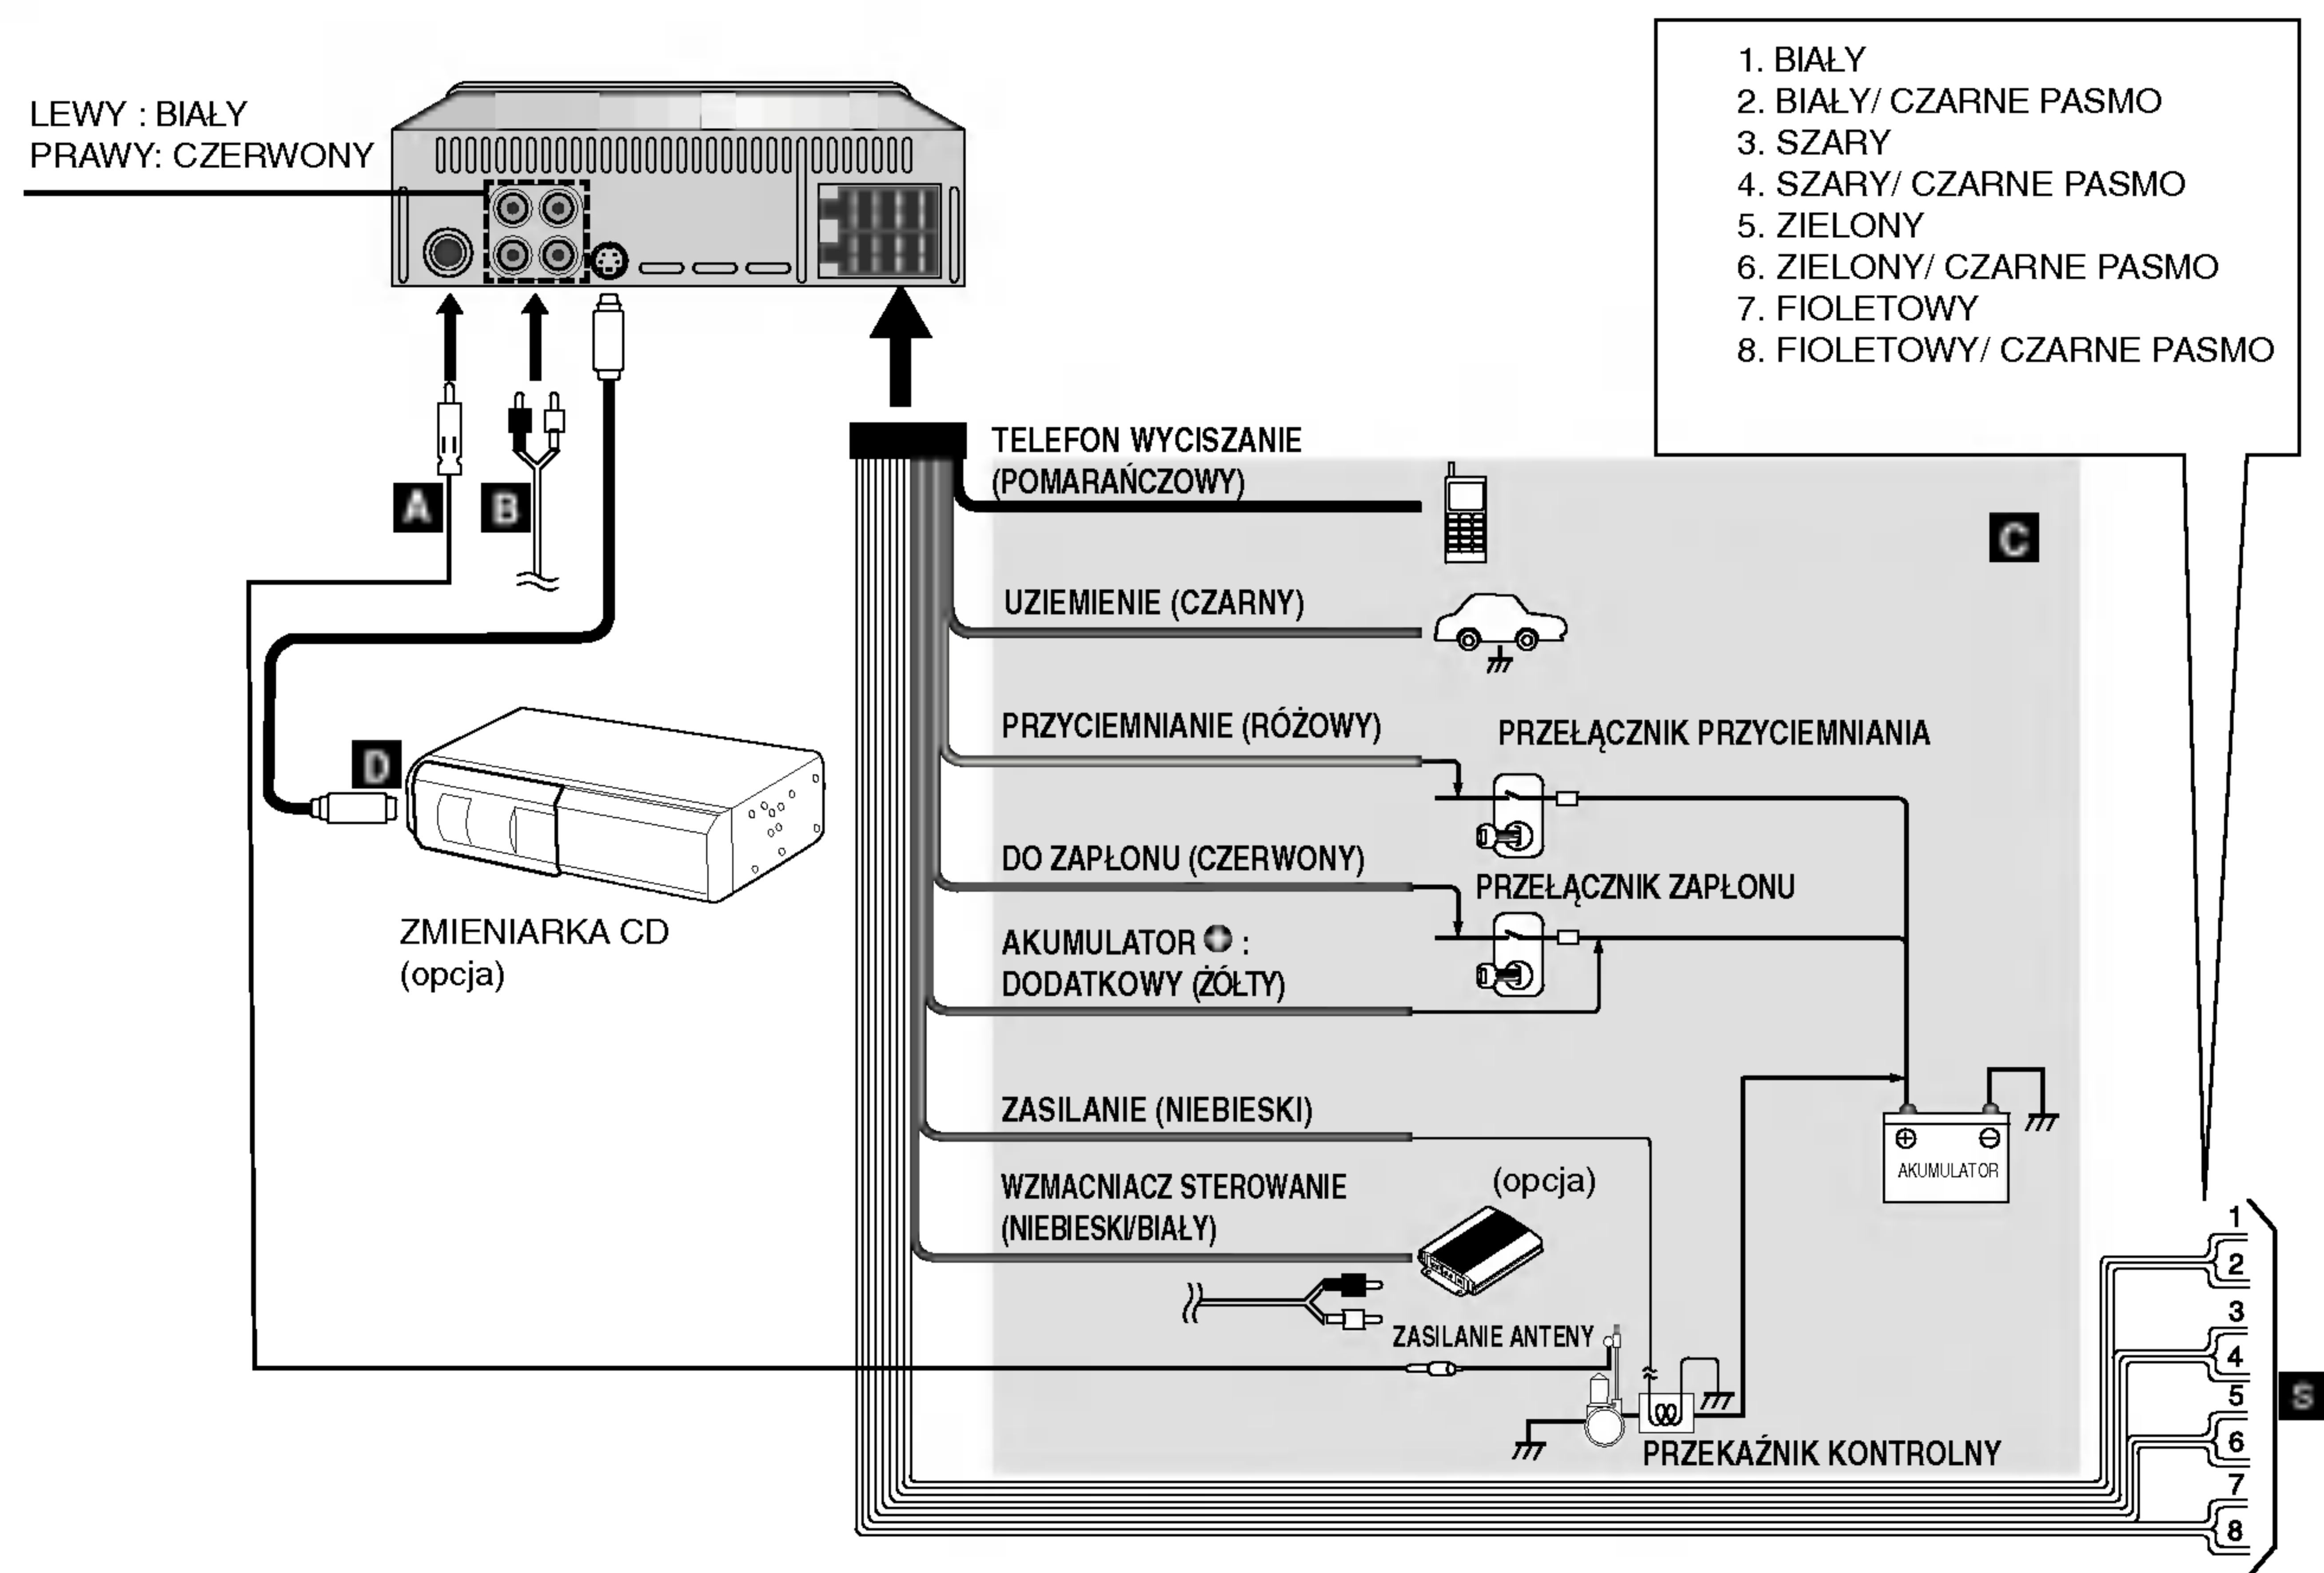 LEWY : BIAŁY
PRAWY: CZERWONY
1. BIAŁY
2. BIAŁY/ CZARNE PASMO
3. SZARY
4. SZARY/ CZARNE PASMO
5. ZIELONY
6. ZIELONY/ CZARNE PASMO
7. FIOLETOWY
8. FIOLETOWY/ CZARNE PASMO
A
B
TELEFON WYCISZANIE
(POMARAŃCZOWY)
C
UZIEMIENIE (CZARNY)
PRZYCIEMNIANIE (RÓŻOWY)
PRZEŁĄCZNIK PRZYCIEMNIANIA
D
DO ZAPŁONU (CZERWONY)
PRZEŁĄCZNIK ZAPŁONU
ZMIENIARKA CD
(opcja)
AKUMULATOR + :
DODATKOWY (ŻÓŁTY)
ZASILANIE (NIEBIESKI)
⊕ ⊖
AKUMULATOR
WZMACNIACZ STEROWANIE
(NIEBIESKI/BIAŁY)
(opcja)
ZASILANIE ANTENY
PRZEKAŹNIK KONTROLNY
1
2
3
4
5
6
7
8
S